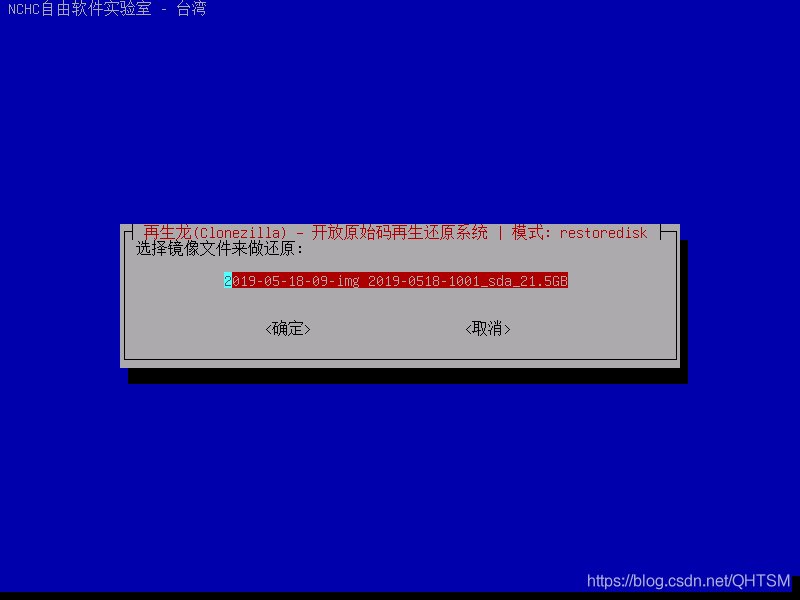 NCHC自由软件实验室 - 台湾
再生龙(Clonezilla) - 开放原始码再生还原系统 | 模式: restoredisk
选择镜像文件来做还原:
2019-05-18-09-img 2019-0518-1001_sda_21.5GB
<确定> <取消>
https://blog.csdn.net/QHTSM